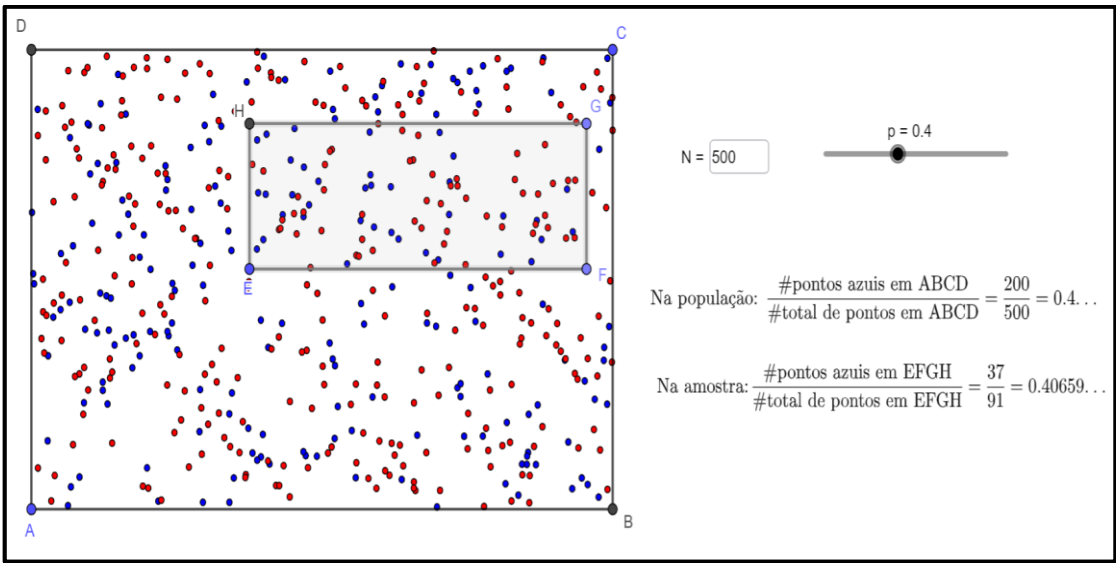 D
C
H
G
E
F
A
B
N = 500
p = 0.4
Na população: #pontos azuis em ABCD / #total de pontos em ABCD = 200 / 500 = 0.4...
Na amostra: #pontos azuis em EFGH / #total de pontos em EFGH = 37 / 91 = 0.40659...